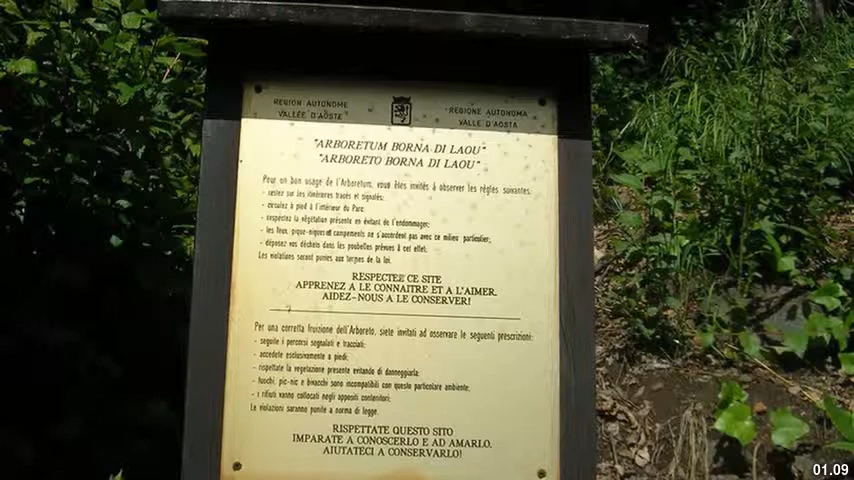 REGION AUTONOME
VALLÉE D'AOSTE
REGIONE AUTONOMA
VALLE D'AOSTA
"ARBORETUM BORNA DI LAOU"
"ARBORETO BORNA DI LAOU"
Pour un bon usage de l'Arboretum, vous êtes invités à observer les règles suivantes:
- restez sur les itinéraires tracés et signalés;
- circulez à pied à l'intérieur du Parc;
- respectez la végétation présente en évitant de l'endommager;
- les feux, pique-niques et campements ne s'accordent pas avec ce milieu particulier;
- déposez vos déchets dans les poubelles prévues à cet effet;
Les violations seront punies aux termes de la loi.
RESPECTEZ CE SITE
APPRENEZ A LE CONNAITRE ET A L'AIMER.
AIDEZ-NOUS A LE CONSERVER!
Per una corretta fruizione dell'Arboreto, siete invitati ad osservare le seguenti prescrizioni:
- seguite i percorsi segnalati e tracciati;
- accedete esclusivamente a piedi;
- rispettate la vegetazione presente evitando di danneggiarla;
- fuochi, pic-nic e bivacchi sono incompatibili con questo particolare ambiente;
- i rifiuti vanno collocati negli appositi contenitori;
Le violazioni saranno punite a norma di legge.
RISPETTATE QUESTO SITO
IMPARATE A CONOSCERLO E AD AMARLO.
AIUTATECI A CONSERVARLO!
01.09